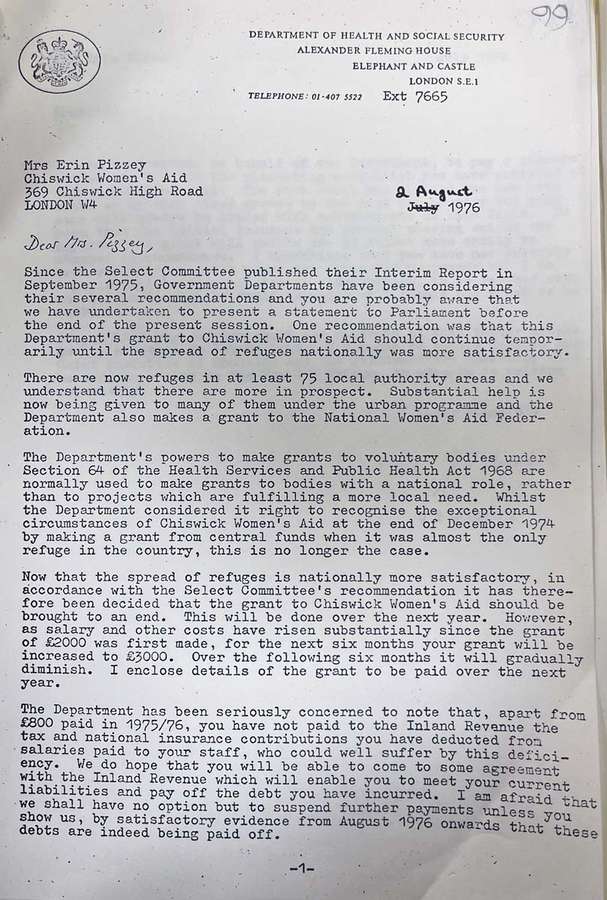 99
DEPARTMENT OF HEALTH AND SOCIAL SECURITY
ALEXANDER FLEMING HOUSE
ELEPHANT AND CASTLE
LONDON S.E.1
TELEPHONE: 01-407 5522 Ext 7665
Mrs Erin Pizzey
Chiswick Women's Aid
369 Chiswick High Road
LONDON W4
2 August
July 1976
Dear Mrs. Pizzey,
Since the Select Committee published their Interim Report in
September 1975, Government Departments have been considering
their several recommendations and you are probably aware that
we have undertaken to present a statement to Parliament before
the end of the present session. One recommendation was that this
Department's grant to Chiswick Women's Aid should continue tempor-
arily until the spread of refuges nationally was more satisfactory.
There are now refuges in at least 75 local authority areas and we
understand that there are more in prospect. Substantial help is
now being given to many of them under the urban programme and the
Department also makes a grant to the National Women's Aid Feder-
ation.
The Department's powers to make grants to voluntary bodies under
Section 64 of the Health Services and Public Health Act 1968 are
normally used to make grants to bodies with a national role, rather
than to projects which are fulfilling a more local need. Whilst
the Department considered it right to recognise the exceptional
circumstances of Chiswick Women's Aid at the end of December 1974
by making a grant from central funds when it was almost the only
refuge in the country, this is no longer the case.
Now that the spread of refuges is nationally more satisfactory, in
accordance with the Select Committee's recommendation it has there-
fore been decided that the grant to Chiswick Women's Aid should be
brought to an end. This will be done over the next year. However,
as salary and other costs have risen substantially since the grant
of £2000 was first made, for the next six months your grant will be
increased to £3000. Over the following six months it will gradually
diminish. I enclose details of the grant to be paid over the next
year.
The Department has been seriously concerned to note that, apart from
£800 paid in 1975/76, you have not paid to the Inland Revenue the
tax and national insurance contributions you have deducted from
salaries paid to your staff, who could well suffer by this defici-
ency. We do hope that you will be able to come to some agreement
with the Inland Revenue which will enable you to meet your current
liabilities and pay off the debt you have incurred. I am afraid that
we shall have no option but to suspend further payments unless you
show us, by satisfactory evidence from August 1976 onwards that these
debts are indeed being paid off.
-1-